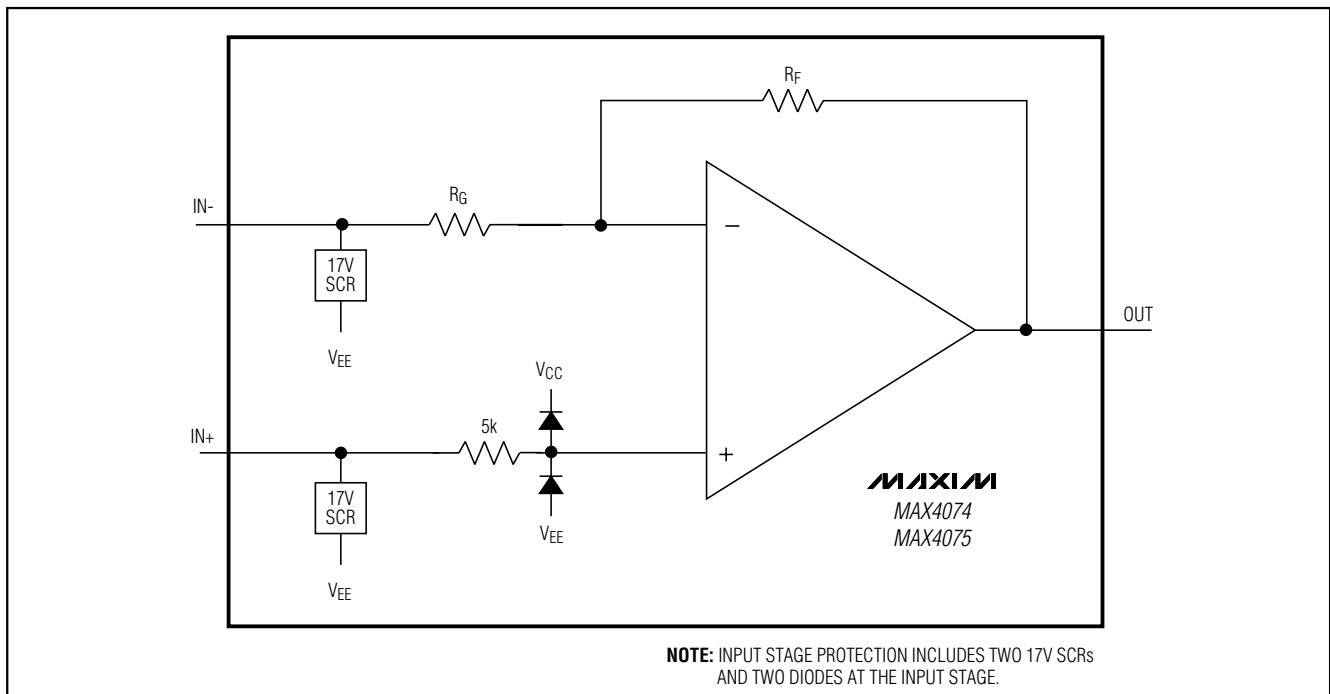 RF
IN-
RG
−
17V
SCR
VEE
OUT
VCC
IN+
5k
+
17V
SCR
VEE
VEE
MAXIM
MAX4074
MAX4075
NOTE: INPUT STAGE PROTECTION INCLUDES TWO 17V SCRs
AND TWO DIODES AT THE INPUT STAGE.